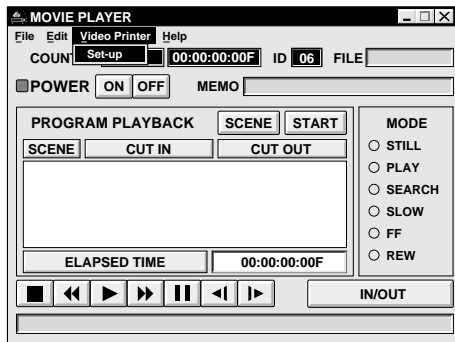 MOVIE PLAYER
File Edit Video Printer Help
Set-up
COUN 00:00:00:00F ID 06 FILE
POWER ON OFF MEMO
PROGRAM PLAYBACK SCENE START
SCENE CUT IN CUT OUT
ELAPSED TIME 00:00:00:00F
MODE
STILL
PLAY
SEARCH
SLOW
FF
REW
IN/OUT